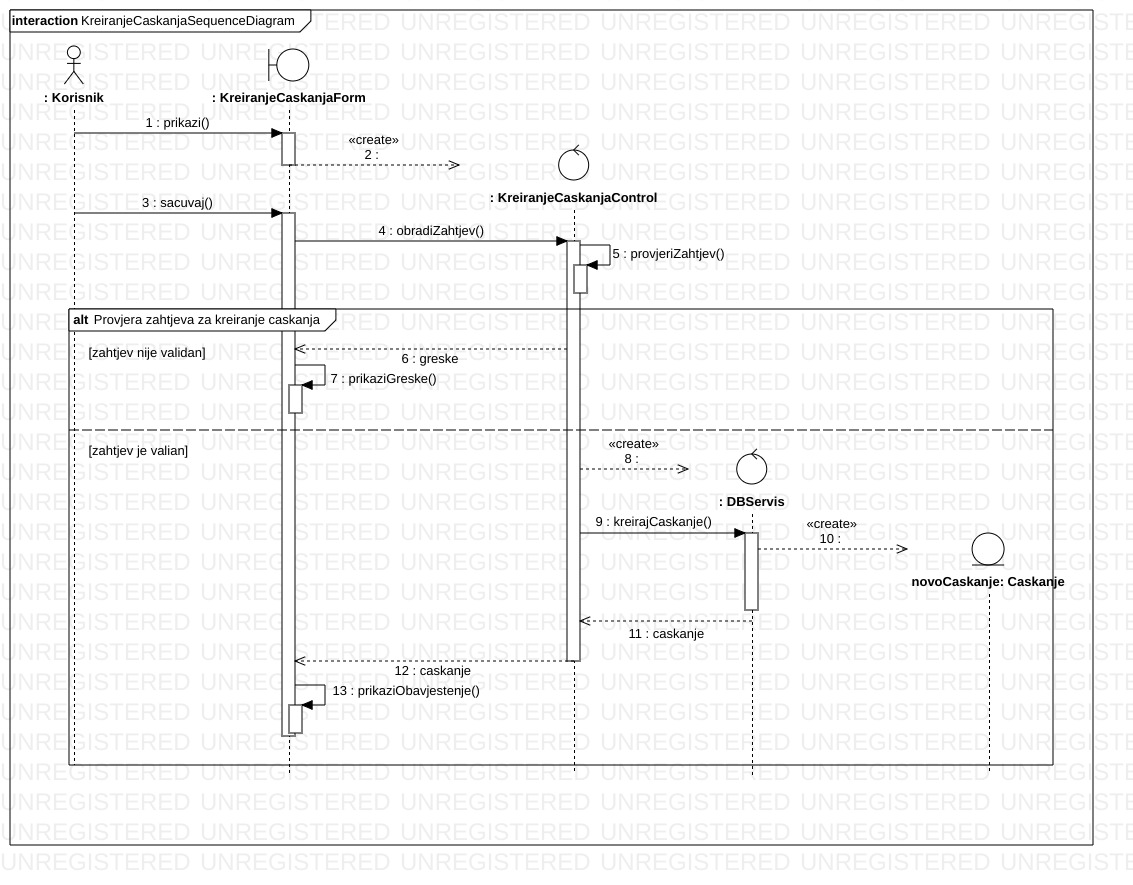 interaction KreiranjeCaskanjaSequenceDiagram
: Korisnik
: KreiranjeCaskanjaForm
1 : prikazi()
«create»
2 :
: KreiranjeCaskanjaControl
3 : sacuvaj()
4 : obradiZahtjev()
5 : provjeriZahtjev()
alt Provjera zahtjeva za kreiranje caskanja
[zahtjev nije validan]
6 : greske
7 : prikaziGreske()
[zahtjev je valian]
«create»
8 :
: DBServis
9 : kreirajCaskanje()
«create»
10 :
novoCaskanje: Caskanje
11 : caskanje
12 : caskanje
13 : prikaziObavjestenje()
UNREGISTERED UNREGISTERED UNREGISTERED UNREGISTERED UNREGISTERED UNREGISTERED